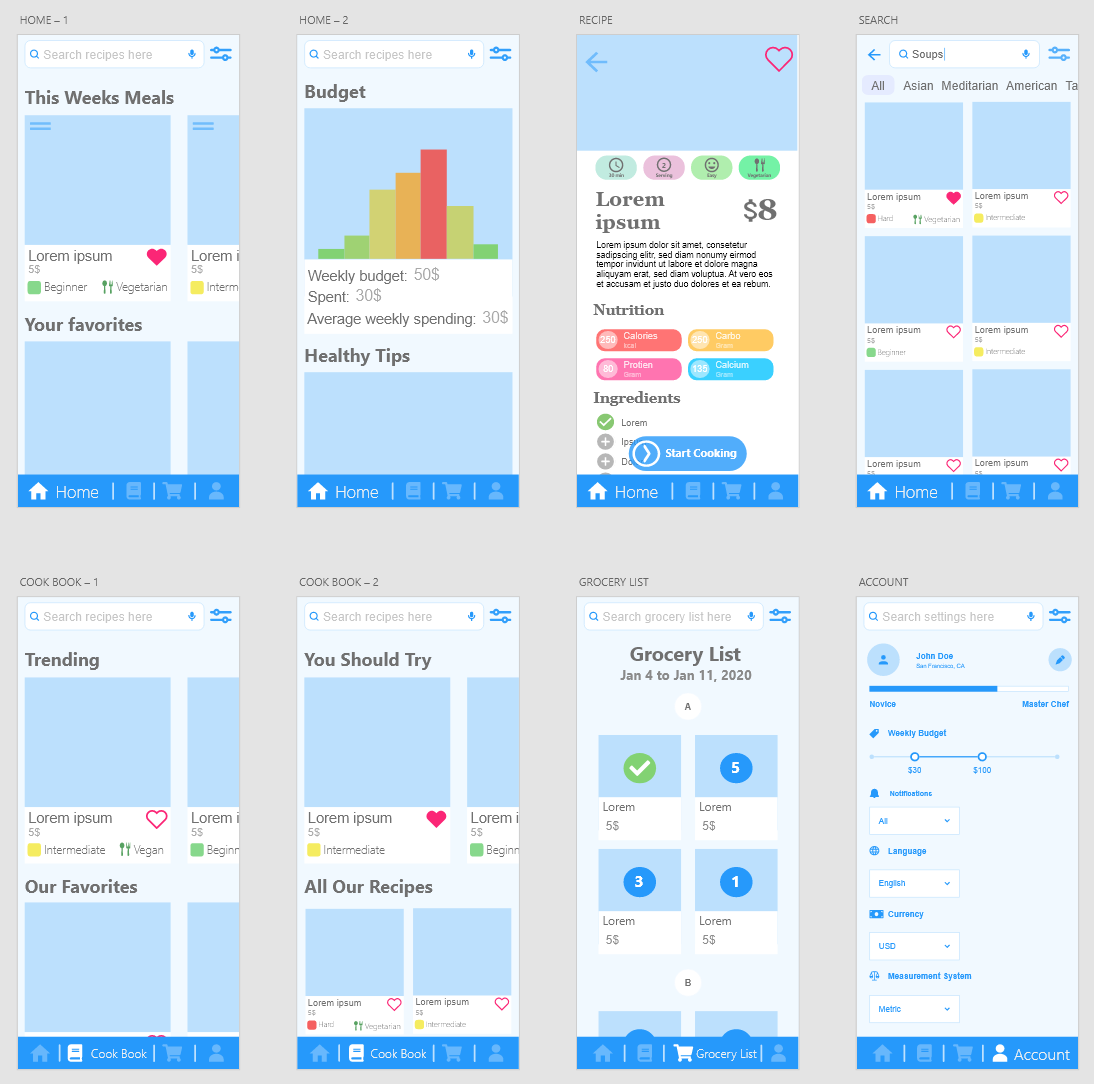 HOME – 1
Search recipes here
This Weeks Meals
Lorem ipsum
5$
Beginner
Vegetarian
Lorem i
5$
Interm
Your favorites
Home
HOME – 2
Search recipes here
Budget
Weekly budget: 50$
Spent: 30$
Average weekly spending: 30$
Healthy Tips
Home
RECIPE
20 min
2
Serving
Easy
Vegetarian
Lorem
ipsum
$8
Lorem ipsum dolor sit amet, consetetur
sadipscing elitr, sed diam nonumy eirmod
tempor invidunt ut labore et dolore magna
aliquyam erat, sed diam voluptua. At vero eos
et accusam et justo duo dolores et ea rebum.
Nutrition
250 Calories
kcal
250 Carbo
Gram
80 Protien
Gram
135 Calcium
Gram
Ingredients
Lorem
Ips
Do
Start Cooking
Home
SEARCH
Soups
All Asian Meditarian American Ta
Lorem ipsum
5$
Hard
Vegetarian
Lorem ipsum
5$
Intermediate
Lorem ipsum
5$
Beginner
Lorem ipsum
5$
Intermediate
Lorem ipsum
5$
Lorem ipsum
5$
Home
COOK BOOK – 1
Search recipes here
Trending
Lorem ipsum
5$
Intermediate
Vegan
Lorem i
5$
Beginn
Our Favorites
Cook Book
COOK BOOK – 2
Search recipes here
You Should Try
Lorem ipsum
5$
Intermediate
Lorem i
5$
Beginn
All Our Recipes
Lorem ipsum
5$
Hard
Vegetarian
Lorem ipsum
5$
Intermediate
Cook Book
GROCERY LIST
Search grocery list here
Grocery List
Jan 4 to Jan 11, 2020
A
Lorem
5$
5
Lorem
5$
3
Lorem
5$
1
Lorem
5$
B
Grocery List
ACCOUNT
Search settings here
John Doe
San Francisco, CA
Novice
Master Chef
Weekly Budget
$30
$100
Notifications
All
Language
English
Currency
USD
Measurement System
Metric
Account